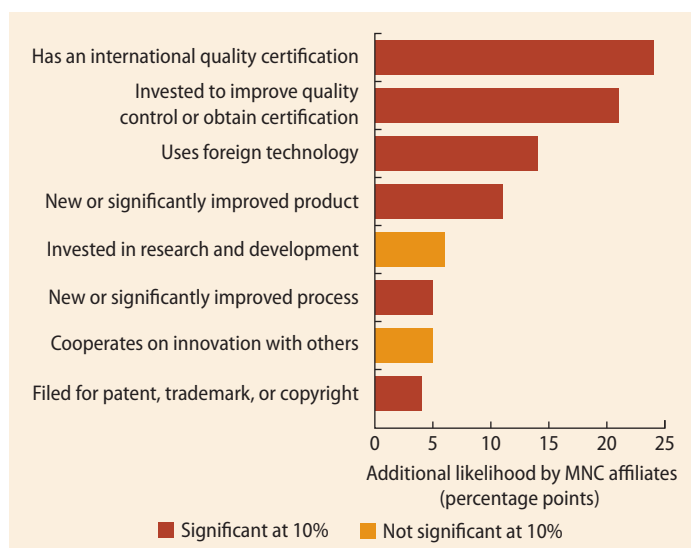 Has an international quality certification
Invested to improve quality
control or obtain certification
Uses foreign technology
New or significantly improved product
Invested in research and development
New or significantly improved process
Cooperates on innovation with others
Filed for patent, trademark, or copyright
0 5 10 15 20 25
Additional likelihood by MNC affiliates
(percentage points)
Significant at 10% Not significant at 10%